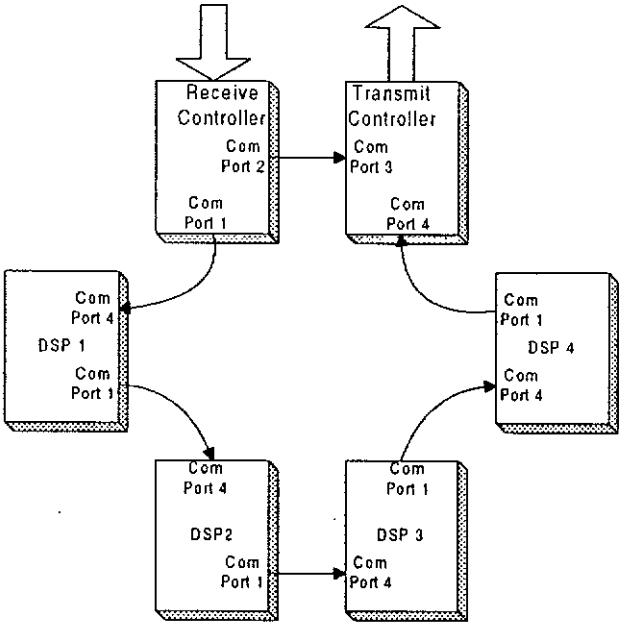 Receive
Controller
Com
Port 2
Com
Port 1
Transmit
Controller
Com
Port 3
Com
Port 4
Com
Port 4
DSP 1
Com
Port 1
Com
Port 1
DSP 4
Com
Port 4
Com
Port 4
DSP2
Com
Port 1
Com
Port 1
DSP 3
Com
Port 4